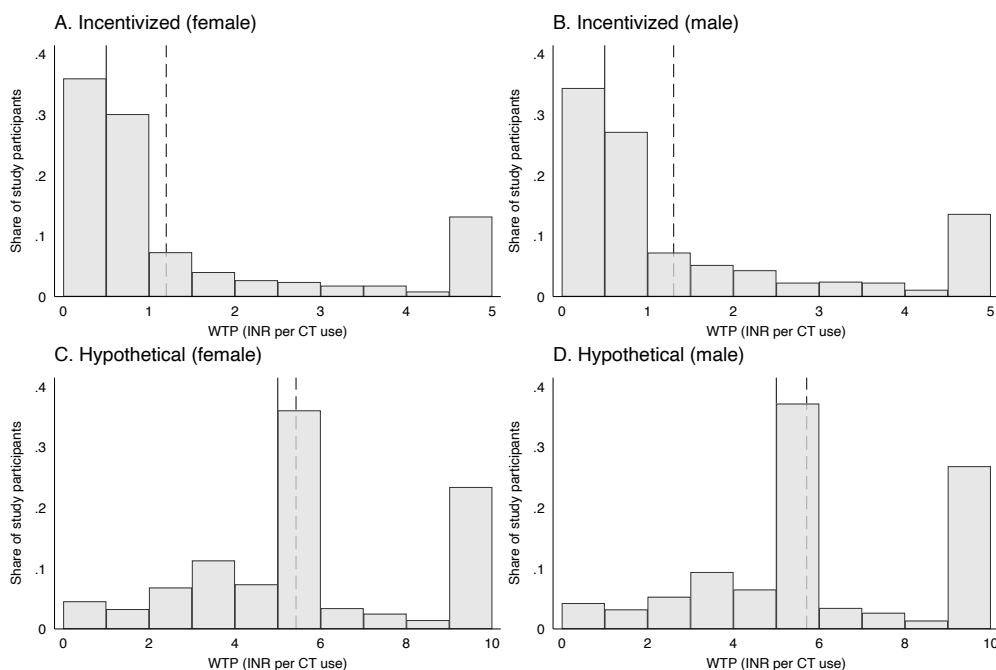 A. Incentivized (female)
.4
.3
.2
.1
0
Share of study participants
0 1 2 3 4 5
WTP (INR per CT use)
B. Incentivized (male)
.4
.3
.2
.1
0
Share of study participants
0 1 2 3 4 5
WTP (INR per CT use)
C. Hypothetical (female)
.4
.3
.2
.1
0
Share of study participants
0 2 4 6 8 10
WTP (INR per CT use)
D. Hypothetical (male)
.4
.3
.2
.1
0
Share of study participants
0 2 4 6 8 10
WTP (INR per CT use)